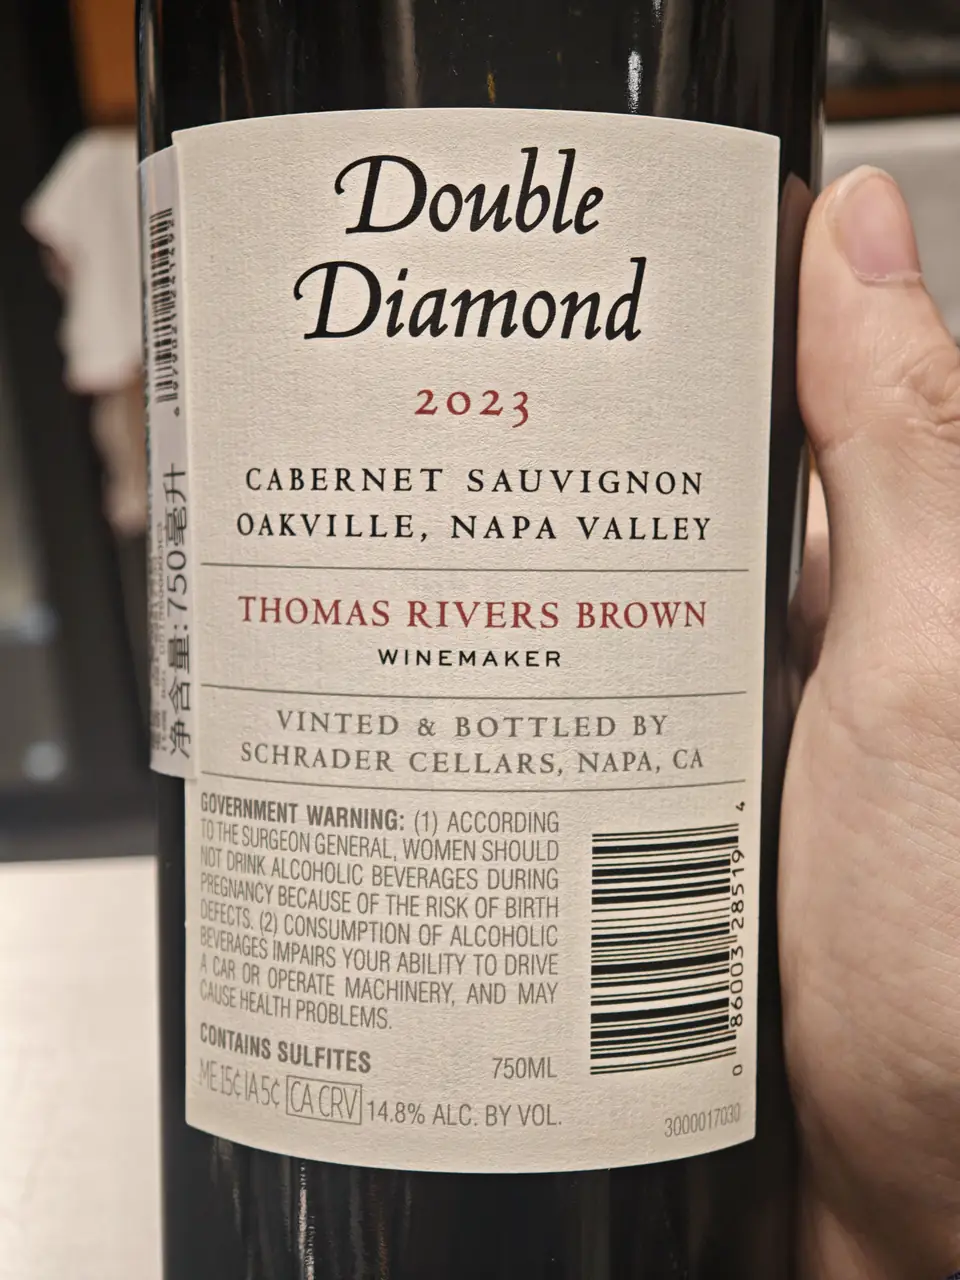 Double
Diamond
2023
CABERNET SAUVIGNON
OAKVILLE, NAPA VALLEY
THOMAS RIVERS BROWN
WINEMAKER
VINTED & BOTTLED BY
SCHRADER CELLARS, NAPA, CA
GOVERNMENT WARNING: (1) ACCORDING
TO THE SURGEON GENERAL, WOMEN SHOULD
NOT DRINK ALCOHOLIC BEVERAGES DURING
PREGNANCY BECAUSE OF THE RISK OF BIRTH
DEFECTS. (2) CONSUMPTION OF ALCOHOLIC
BEVERAGES IMPAIRS YOUR ABILITY TO DRIVE
A CAR OR OPERATE MACHINERY, AND MAY
CAUSE HEALTH PROBLEMS.
CONTAINS SULFITES
750ML
ME 15¢ IA 5¢ CA CRV 14.8% ALC. BY VOL.
0 86003 28519 4
3000017030
净含量: 750毫升